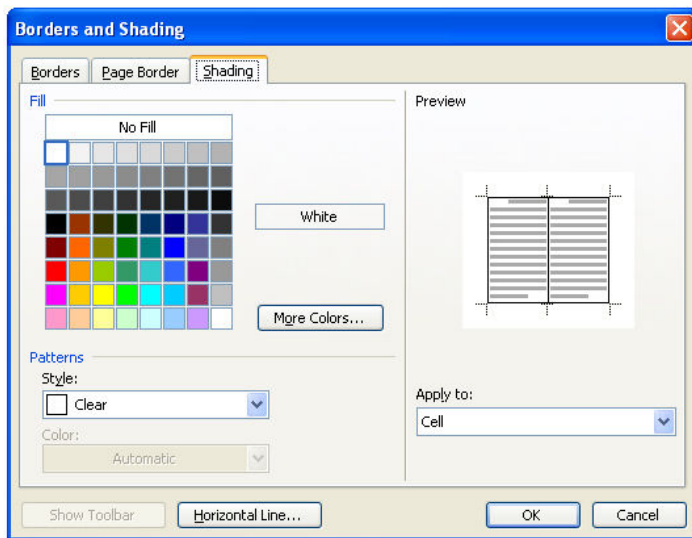 Borders and Shading
Borders Page Border Shading
Fill
No Fill
White
More Colors...
Patterns
Style:
Clear
Color:
Automatic
Preview
Apply to:
Cell
Show Toolbar Horizontal Line... OK Cancel